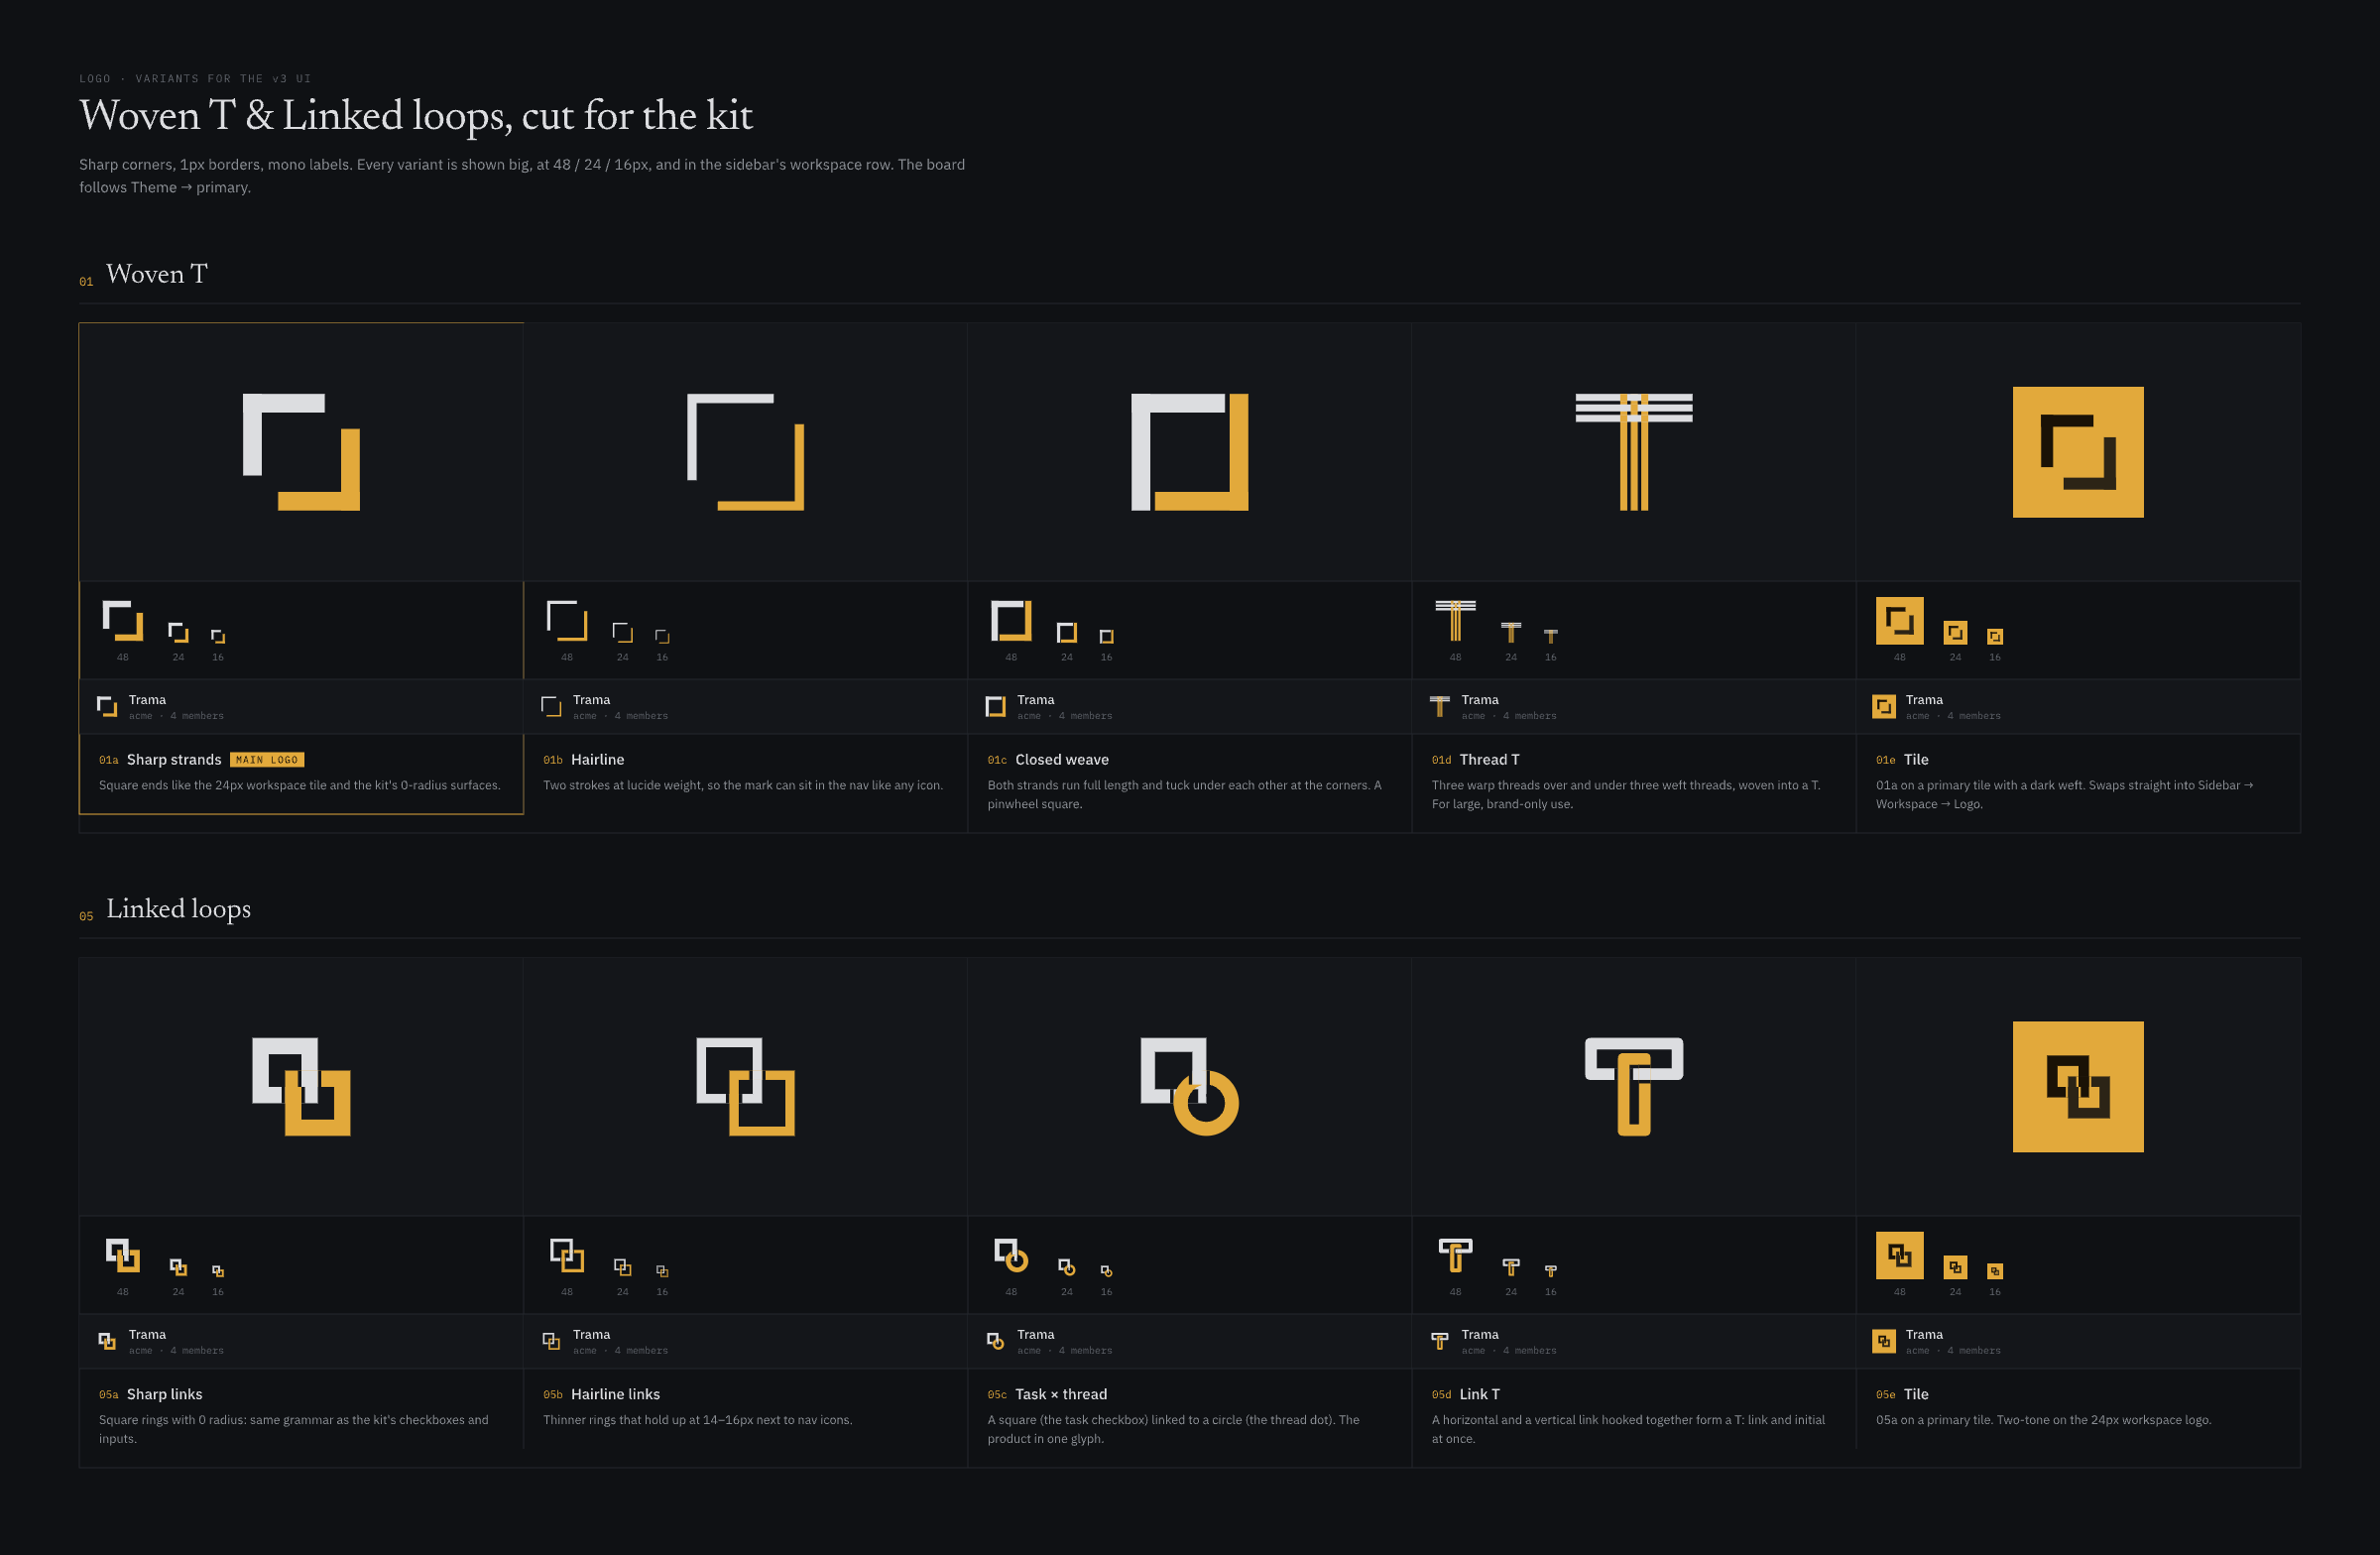 LOGO · VARIANTS FOR THE v3 UI
Woven T & Linked loops, cut for the kit
Sharp corners, 1px borders, mono labels. Every variant is shown big, at 48 / 24 / 16px, and in the sidebar's workspace row. The board
follows Theme → primary.
01 Woven T
48 24 16
48 24 16
48 24 16
48 24 16
48 24 16
Trama
acme · 4 members
Trama
acme · 4 members
Trama
acme · 4 members
Trama
acme · 4 members
Trama
acme · 4 members
01a Sharp strands MAIN LOGO
Square ends like the 24px workspace tile and the kit's 0-radius surfaces.
01b Hairline
Two strokes at lucide weight, so the mark can sit in the nav like any icon.
01c Closed weave
Both strands run full length and tuck under each other at the corners. A
pinwheel square.
01d Thread T
Three warp threads over and under three weft threads, woven into a T.
For large, brand-only use.
01e Tile
01a on a primary tile with a dark weft. Swaps straight into Sidebar →
Workspace → Logo.
05 Linked loops
48 24 16
48 24 16
48 24 16
48 24 16
48 24 16
Trama
acme · 4 members
Trama
acme · 4 members
Trama
acme · 4 members
Trama
acme · 4 members
Trama
acme · 4 members
05a Sharp links
Square rings with 0 radius: same grammar as the kit's checkboxes and
inputs.
05b Hairline links
Thinner rings that hold up at 14–16px next to nav icons.
05c Task × thread
A square (the task checkbox) linked to a circle (the thread dot). The
product in one glyph.
05d Link T
A horizontal and a vertical link hooked together form a T: link and initial
at once.
05e Tile
05a on a primary tile. Two-tone on the 24px workspace logo.